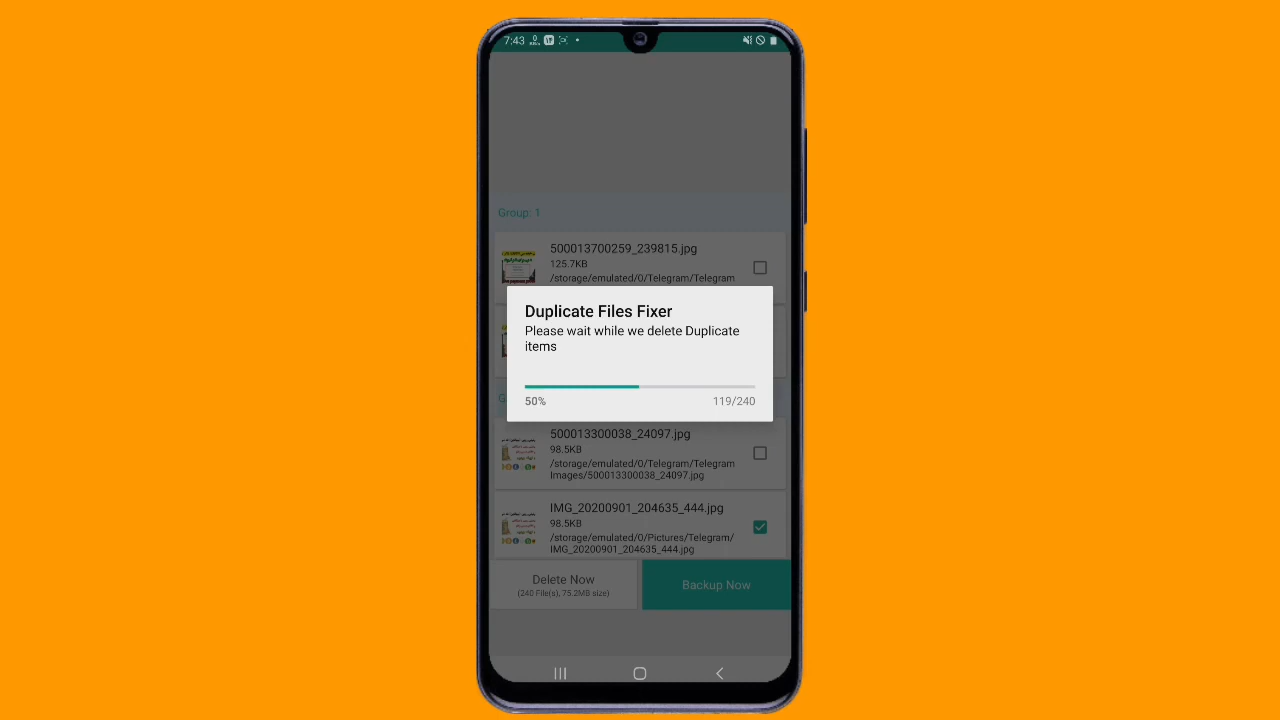 7:43
Group: 1
500013700259_239815.jpg
125.7KB
/storage/emulated/0/Telegram/Telegram
Duplicate Files Fixer
Please wait while we delete Duplicate
items
50% 119/240
500013300038_24097.jpg
98.5KB
/storage/emulated/0/Telegram/Telegram
Images/500013300038_24097.jpg
IMG_20200901_204635_444.jpg
98.5KB
/storage/emulated/0/Pictures/Telegram/
IMG_20200901_204635_444.jpg
Delete Now
(240 File(s), 75.2MB size)
Backup Now